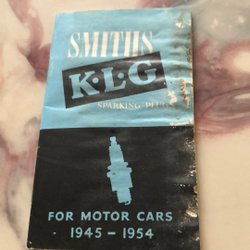 SMITHS
K·L·G
SPARKING PLUGS
FOR MOTOR CARS
1945 – 1954